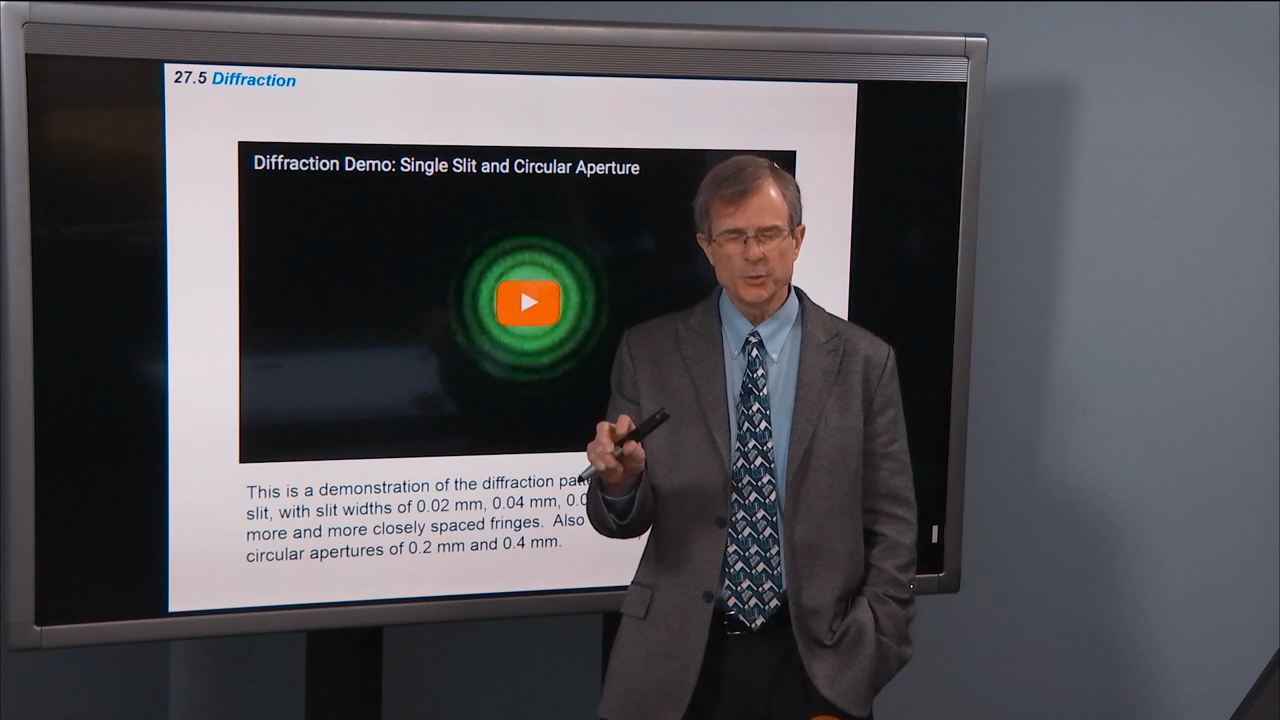 27.5 Diffraction
Diffraction Demo: Single Slit and Circular Aperture
This is a demonstration of the diffraction
slit, with slit widths of 0.02 mm, 0.04 mm,
more and more closely spaced fringes. Also
circular apertures of 0.2 mm and 0.4 mm.